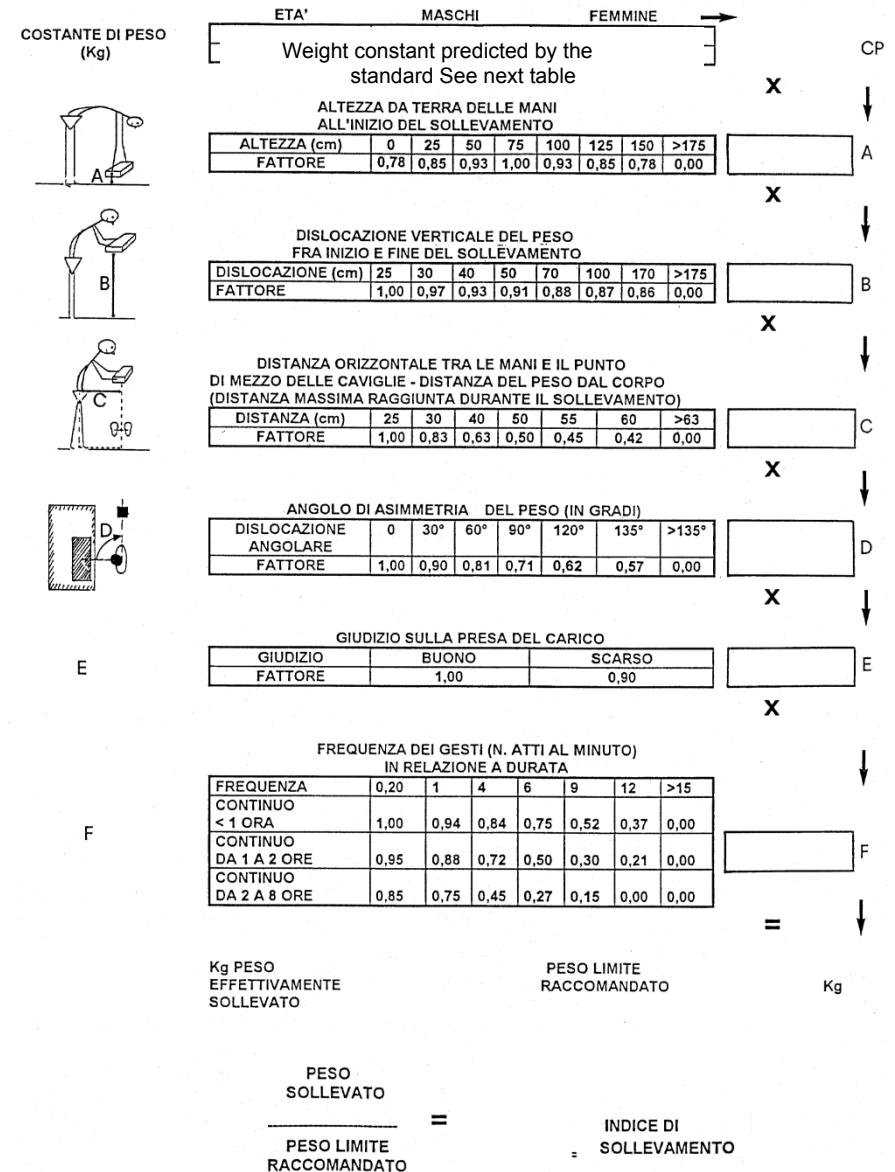 ETA' MASCHI FEMMINE
COSTANTE DI PESO
(Kg)
Weight constant predicted by the
standard See next table
CP
X
ALTEZZA DA TERRA DELLE MANI
ALL'INIZIO DEL SOLLEVAMENTO
ALTEZZA (cm) 0 25 50 75 100 125 150 >175
FATTORE 0,78 0,85 0,93 1,00 0,93 0,85 0,78 0,00
A
A
X
DISLOCAZIONE VERTICALE DEL PESO
FRA INIZIO E FINE DEL SOLLEVAMENTO
DISLOCAZIONE (cm) 25 30 40 50 70 100 170 >175
FATTORE 1,00 0,97 0,93 0,91 0,88 0,87 0,86 0,00
B
B
X
DISTANZA ORIZZONTALE TRA LE MANI E IL PUNTO
DI MEZZO DELLE CAVIGLIE - DISTANZA DEL PESO DAL CORPO
(DISTANZA MASSIMA RAGGIUNTA DURANTE IL SOLLEVAMENTO)
DISTANZA (cm) 25 30 40 50 55 60 >63
FATTORE 1,00 0,83 0,63 0,50 0,45 0,42 0,00
C
C
X
ANGOLO DI ASIMMETRIA DEL PESO (IN GRADI)
DISLOCAZIONE 0 30° 60° 90° 120° 135° >135°
ANGOLARE
FATTORE 1,00 0,90 0,81 0,71 0,62 0,57 0,00
D
D
X
GIUDIZIO SULLA PRESA DEL CARICO
E GIUDIZIO BUONO SCARSO E
FATTORE 1,00 0,90
X
FREQUENZA DEI GESTI (N. ATTI AL MINUTO)
IN RELAZIONE A DURATA
FREQUENZA 0,20 1 4 6 9 12 >15
CONTINUO
< 1 ORA 1,00 0,94 0,84 0,75 0,52 0,37 0,00
F CONTINUO F
DA 1 A 2 ORE 0,95 0,88 0,72 0,50 0,30 0,21 0,00
CONTINUO
DA 2 A 8 ORE 0,85 0,75 0,45 0,27 0,15 0,00 0,00
=
Kg PESO PESO LIMITE
EFFETTIVAMENTE RACCOMANDATO Kg
SOLLEVATO
PESO
SOLLEVATO
= INDICE DI
PESO LIMITE = SOLLEVAMENTO
RACCOMANDATO